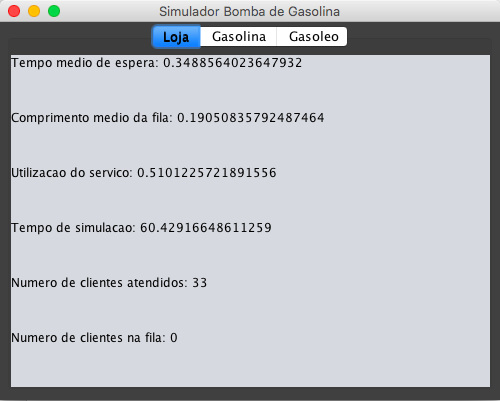 Simulador Bomba de Gasolina
Loja Gasolina Gasoleo
Tempo medio de espera: 0.3488564023647932
Comprimento medio da fila: 0.19050835792487464
Utilizacao do servico: 0.5101225721891556
Tempo de simulacao: 60.42916648611259
Numero de clientes atendidos: 33
Numero de clientes na fila: 0